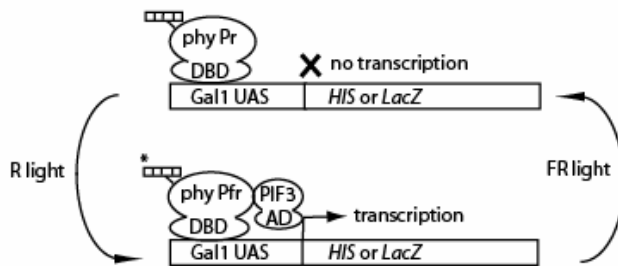 phy Pr
DBD
no transcription
Gal1 UAS
HIS or LacZ
R light
FR light
*
phy Pfr
PIF3
DBD
AD
transcription
Gal1 UAS
HIS or LacZ